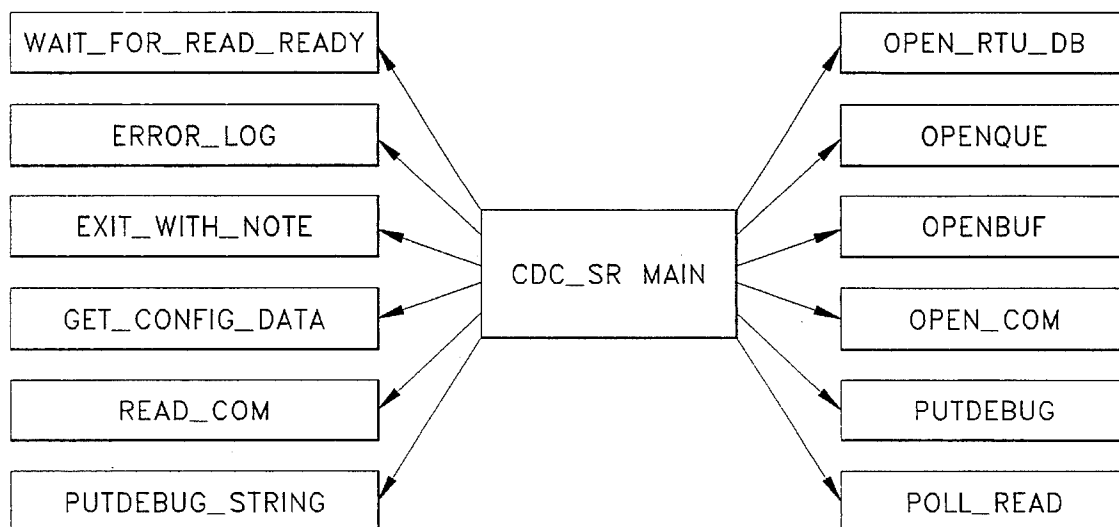 WAIT_FOR_READ_READY
ERROR_LOG
EXIT_WITH_NOTE
GET_CONFIG_DATA
READ_COM
PUTDEBUG_STRING
CDC_SR MAIN
OPEN_RTU_DB
OPENQUE
OPENBUF
OPEN_COM
PUTDEBUG
POLL_READ